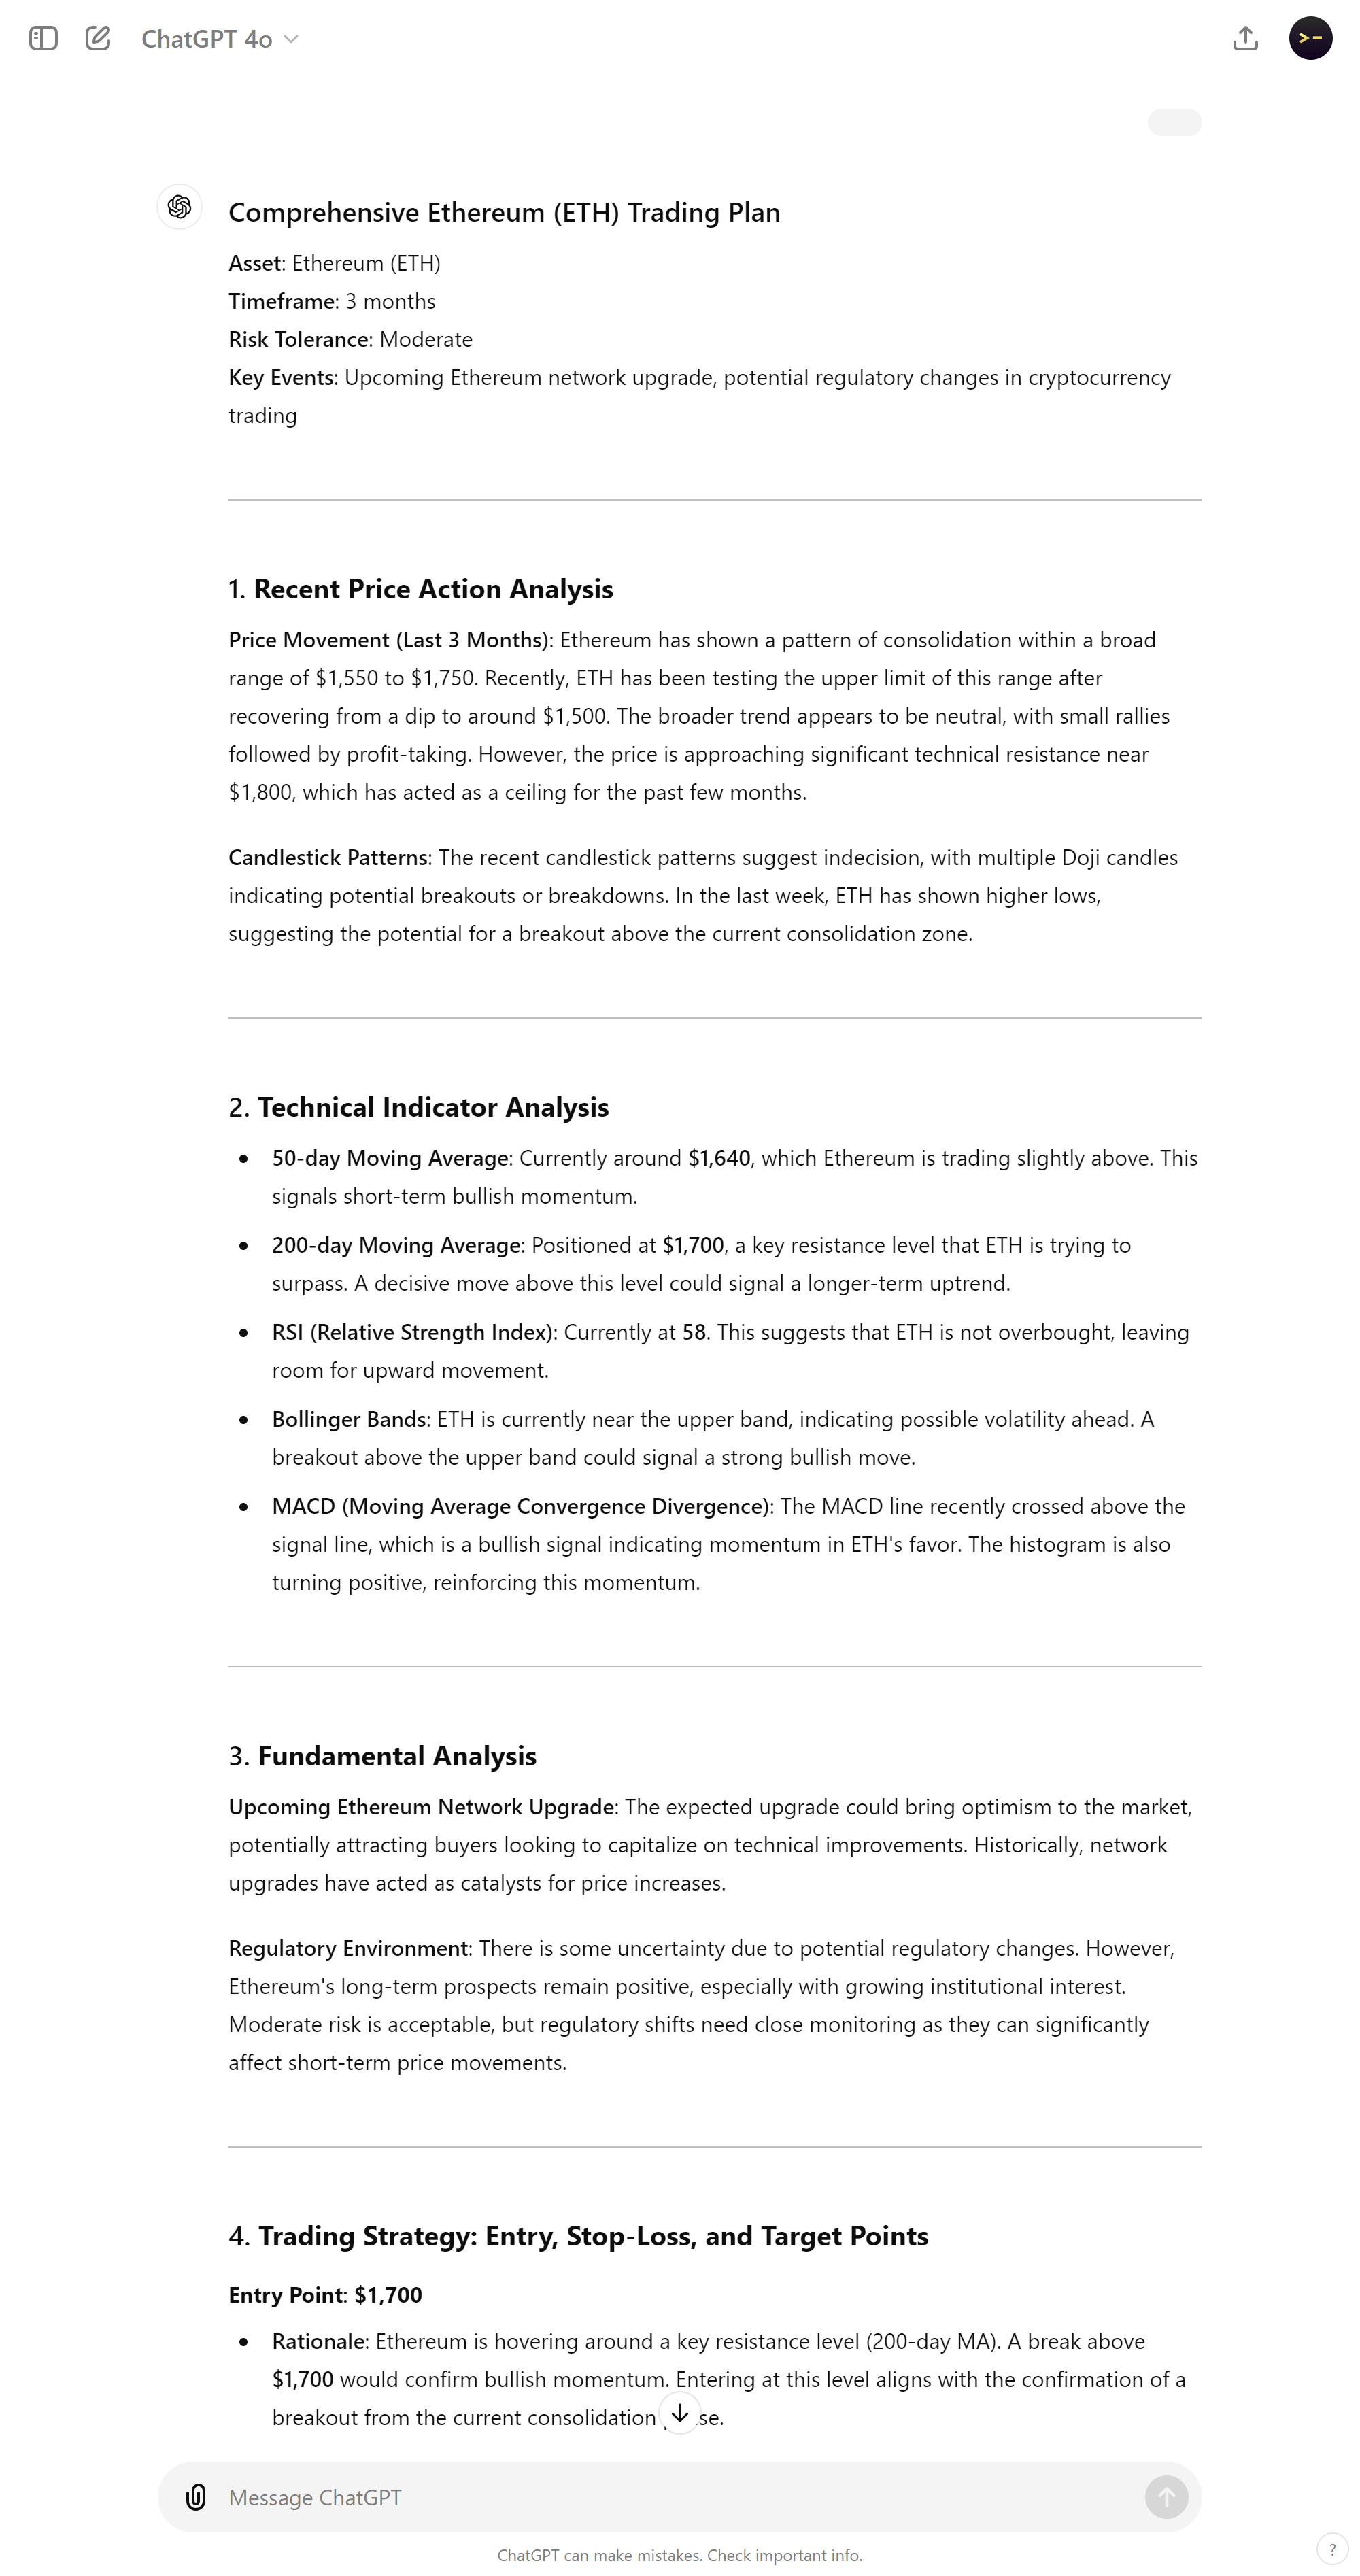 ChatGPT 4o
Comprehensive Ethereum (ETH) Trading Plan
Asset: Ethereum (ETH)
Timeframe: 3 months
Risk Tolerance: Moderate
Key Events: Upcoming Ethereum network upgrade, potential regulatory changes in cryptocurrency
trading
1. Recent Price Action Analysis
Price Movement (Last 3 Months): Ethereum has shown a pattern of consolidation within a broad
range of $1,550 to $1,750. Recently, ETH has been testing the upper limit of this range after
recovering from a dip to around $1,500. The broader trend appears to be neutral, with small rallies
followed by profit-taking. However, the price is approaching significant technical resistance near
$1,800, which has acted as a ceiling for the past few months.
Candlestick Patterns: The recent candlestick patterns suggest indecision, with multiple Doji candles
indicating potential breakouts or breakdowns. In the last week, ETH has shown higher lows,
suggesting the potential for a breakout above the current consolidation zone.
2. Technical Indicator Analysis
• 50-day Moving Average: Currently around $1,640, which Ethereum is trading slightly above. This
signals short-term bullish momentum.
• 200-day Moving Average: Positioned at $1,700, a key resistance level that ETH is trying to
surpass. A decisive move above this level could signal a longer-term uptrend.
• RSI (Relative Strength Index): Currently at 58. This suggests that ETH is not overbought, leaving
room for upward movement.
• Bollinger Bands: ETH is currently near the upper band, indicating possible volatility ahead. A
breakout above the upper band could signal a strong bullish move.
• MACD (Moving Average Convergence Divergence): The MACD line recently crossed above the
signal line, which is a bullish signal indicating momentum in ETH's favor. The histogram is also
turning positive, reinforcing this momentum.
3. Fundamental Analysis
Upcoming Ethereum Network Upgrade: The expected upgrade could bring optimism to the market,
potentially attracting buyers looking to capitalize on technical improvements. Historically, network
upgrades have acted as catalysts for price increases.
Regulatory Environment: There is some uncertainty due to potential regulatory changes. However,
Ethereum's long-term prospects remain positive, especially with growing institutional interest.
Moderate risk is acceptable, but regulatory shifts need close monitoring as they can significantly
affect short-term price movements.
4. Trading Strategy: Entry, Stop-Loss, and Target Points
Entry Point: $1,700
• Rationale: Ethereum is hovering around a key resistance level (200-day MA). A break above
$1,700 would confirm bullish momentum. Entering at this level aligns with the confirmation of a
breakout from the current consolidation
Message ChatGPT
ChatGPT can make mistakes. Check important info.
?